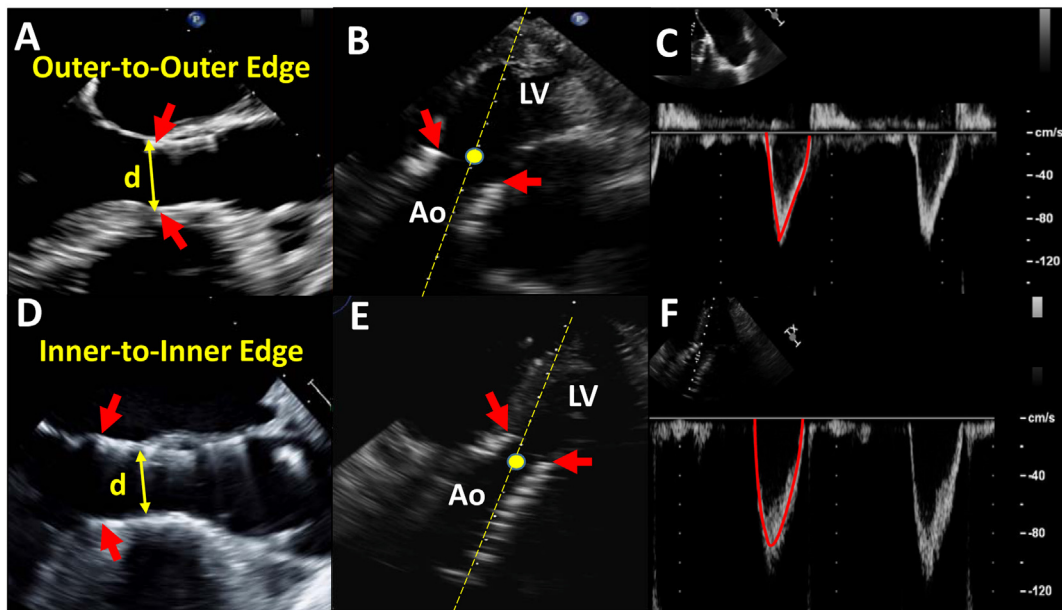 A
Outer-to-Outer Edge
d
B
LV
Ao
C
cm/s
-40
-80
-120
D
Inner-to-Inner Edge
d
E
LV
Ao
F
cm/s
-40
-80
-120